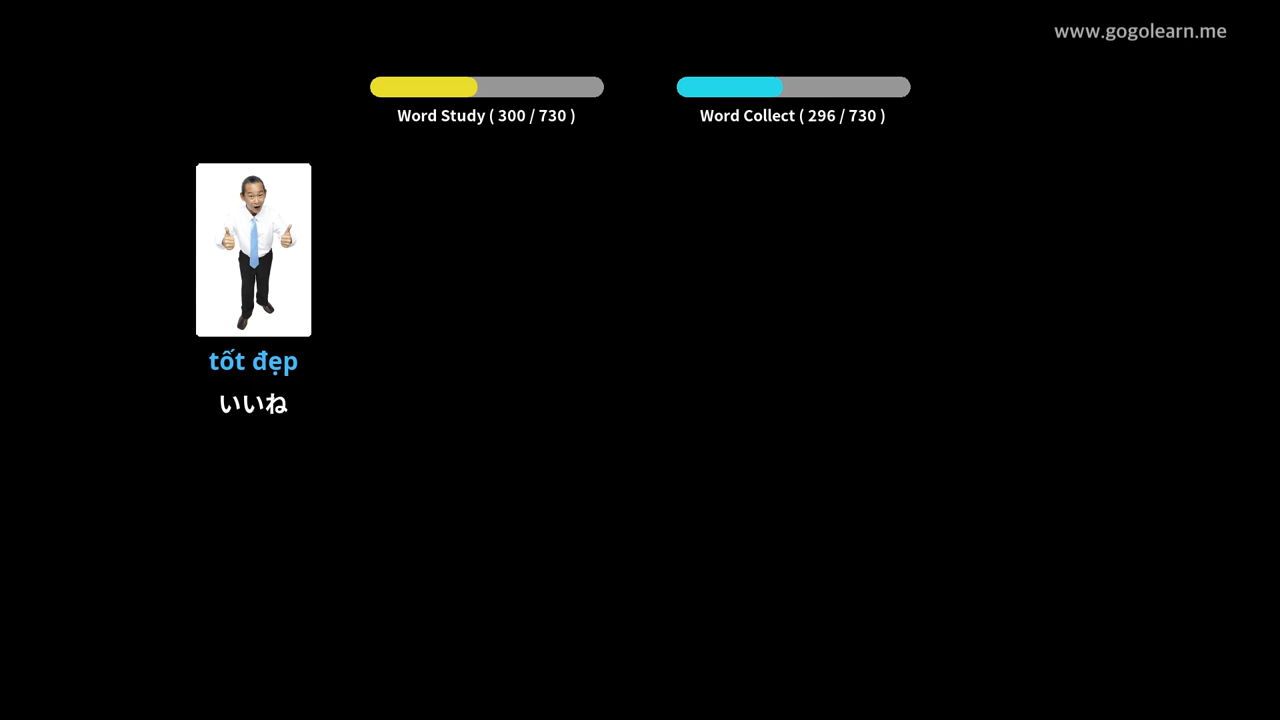 www.gogolearn.me
Word Study ( 300 / 730 )
Word Collect ( 296 / 730 )
tốt đẹp
いいね